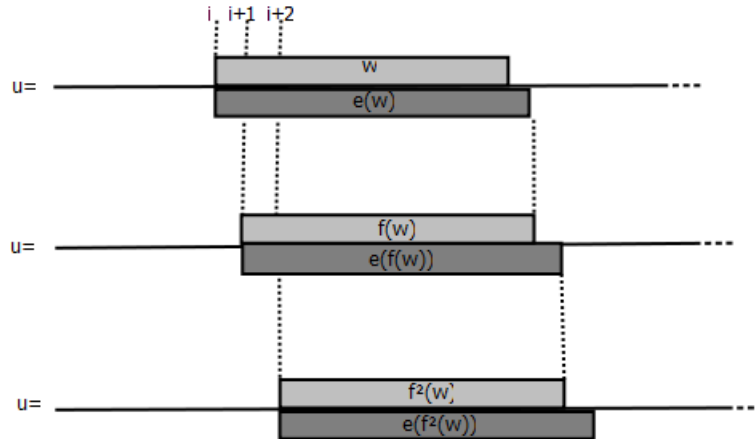 i i+1 i+2
w
u=
e(w)
f(w)
u=
e(f(w))
f²(w)
u=
e(f²(w))